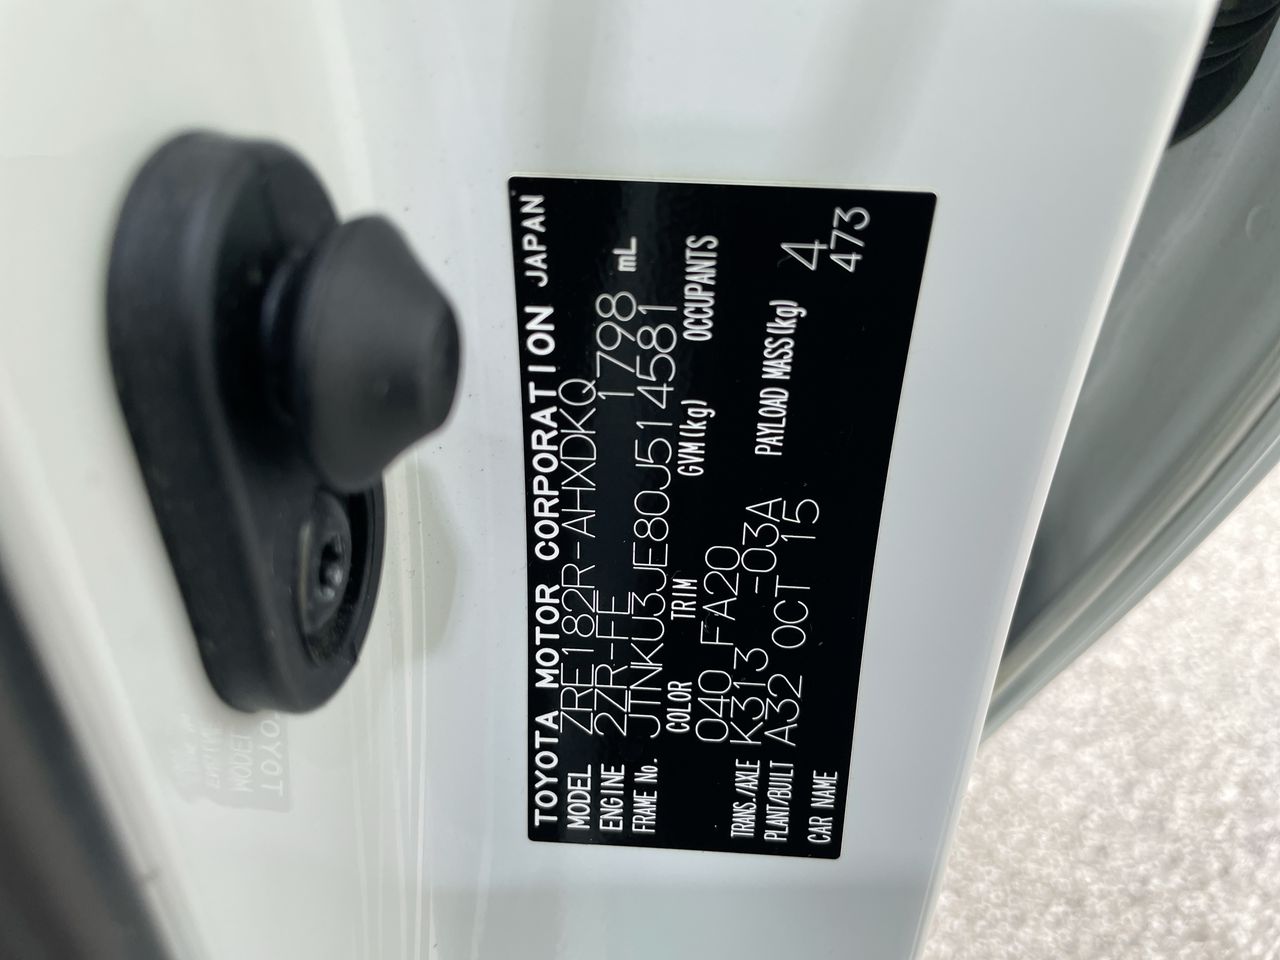 TOYOTA MOTOR CORPORATION JAPAN
MODEL ZRE182R-AHXDKQ
ENGINE 2ZR-FE 1798 mL
FRAME No. JTNKU3JE80J514581
COLOR TRIM GVM(kg) OCCUPANTS
040 FA20
TRANS./AXLE K313 -03A PAYLOAD MASS(kg) 4
PLANT/BUILT A32 OCT 15 473
CAR NAME
TOYOT
MODEL